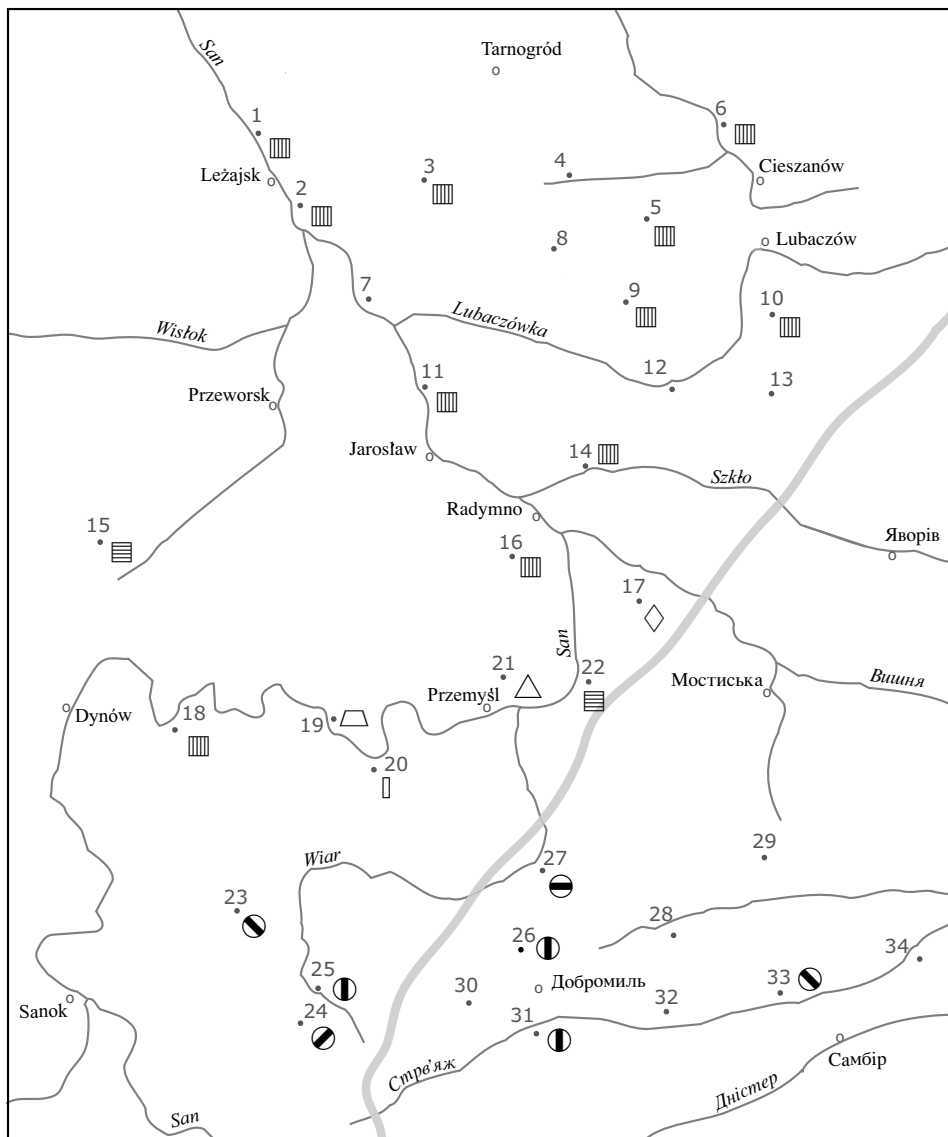 San
Tarnogród
1
6
Leżajsk
3
4
Cieszanów
2
5
8
Lubaczów
7
9
10
Wisłok
Lubaczówka
11
12
13
Przeworsk
Jarosław
14
Szkło
Radymno
15
16
Яворів
17
San
21
22
Przemyśl
Мостиська
Вишня
Dynów
18
19
20
Wiar
27
29
23
28
26
34
25
30
Добромиль
32
33
Sanok
24
31
Стрв'яж
Самбір
San
Дністер